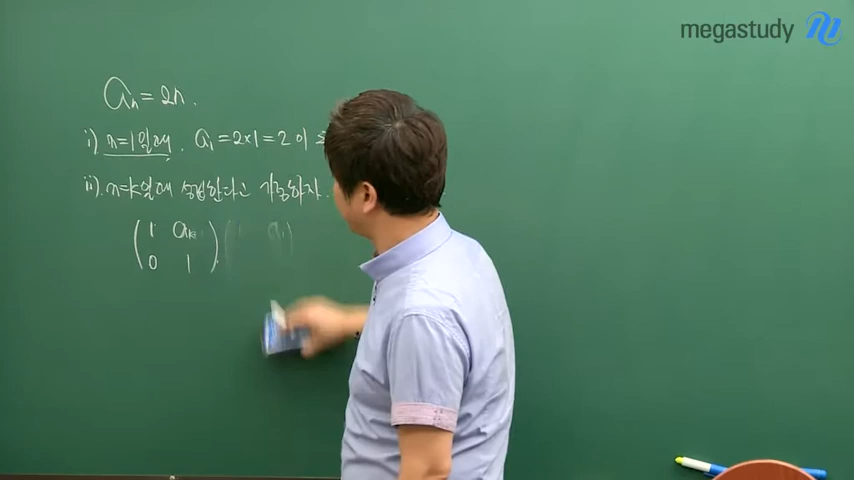 megastudy
aₙ = 2n.
i) n=1일 때. a₁ = 2×1 = 2 이
ii). n=k일 때 성립한다고 가정하자.
( 1 aₖ
0 1 )